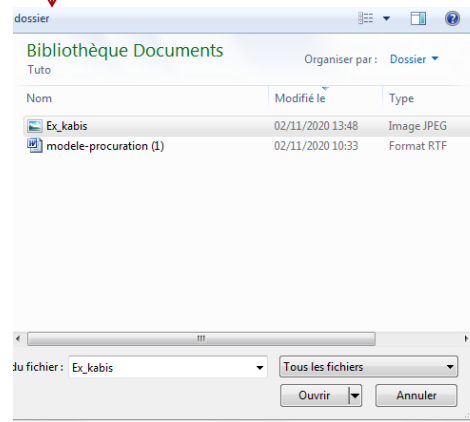 dossier
Bibliothèque Documents
Tuto
Organiser par : Dossier
Nom Modifié le Type
Ex_kabis 02/11/2020 13:48 Image JPEG
modele-procuration (1) 02/11/2020 10:33 Format RTF
du fichier : Ex_kabis Tous les fichiers
Ouvrir Annuler